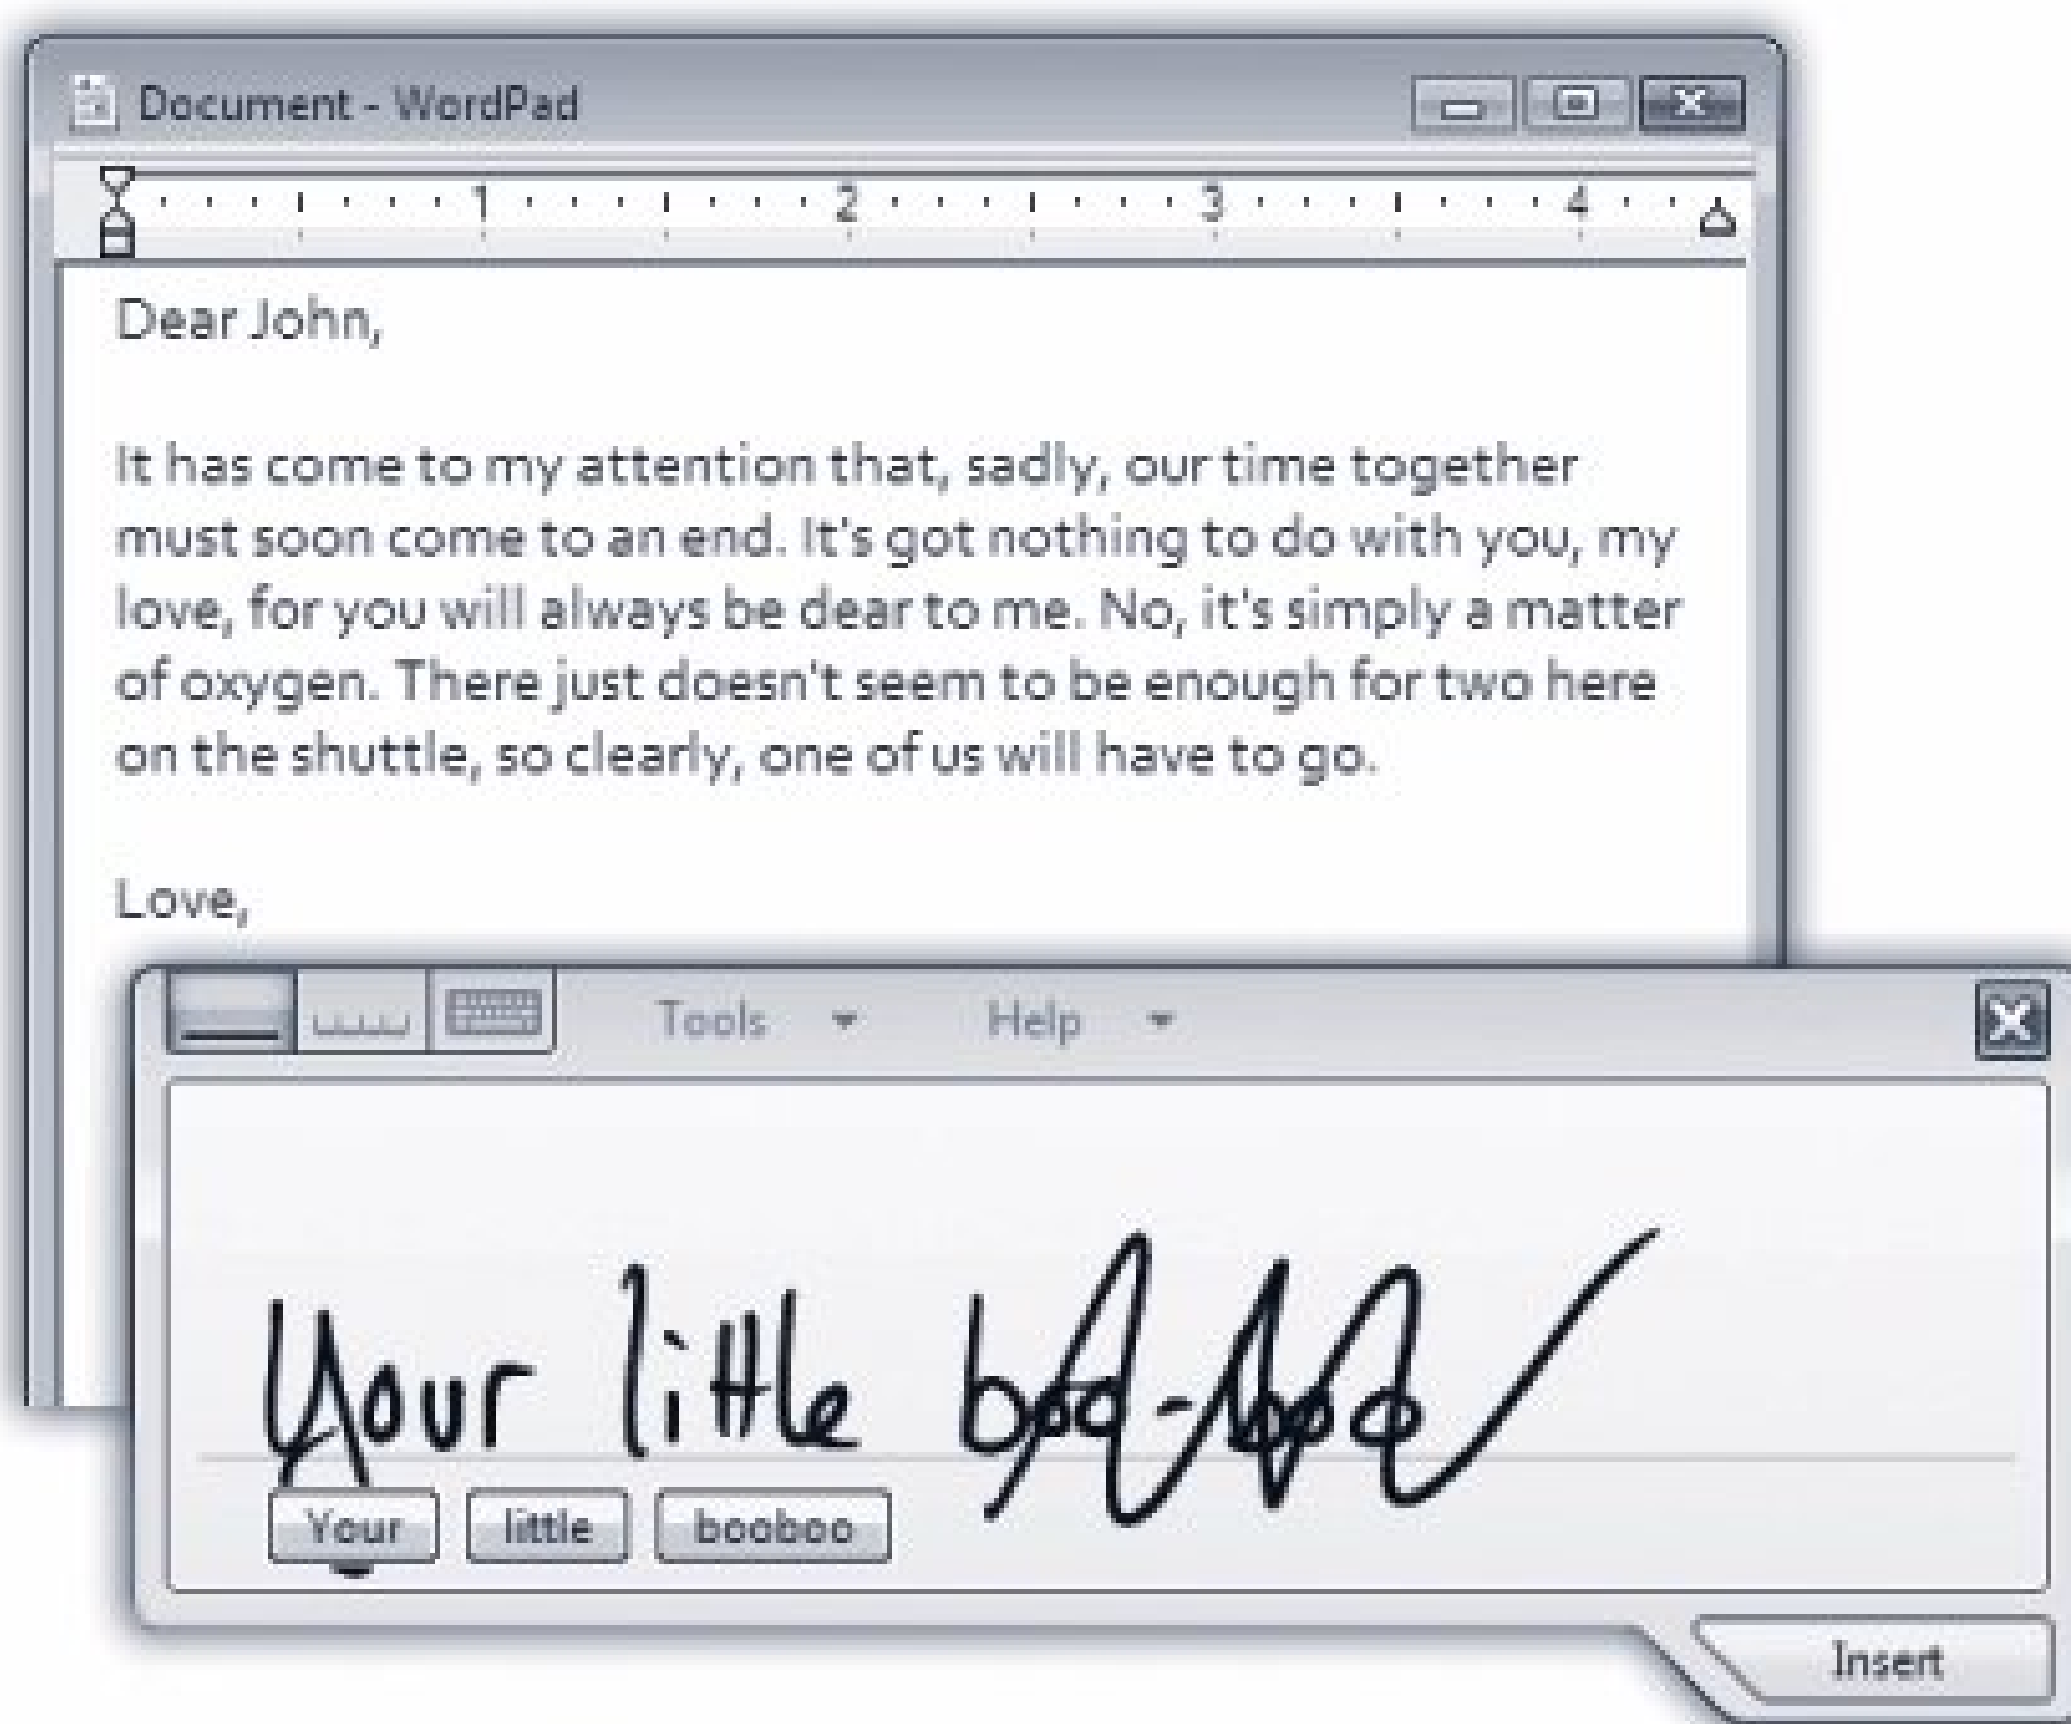 Document - WordPad
1 2 3 4
Dear John,
It has come to my attention that, sadly, our time together
must soon come to an end. It's got nothing to do with you, my
love, for you will always be dear to me. No, it's simply a matter
of oxygen. There just doesn't seem to be enough for two here
on the shuttle, so clearly, one of us will have to go.
Love,
Tools Help
Your little boo-boo
Your little booboo
Insert